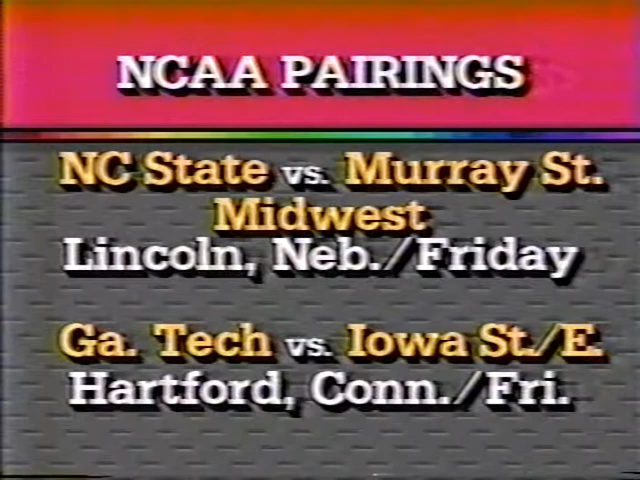 NCAA PAIRINGS
NC State vs. Murray St.
Midwest
Lincoln, Neb./Friday
Ga. Tech vs. Iowa St./E.
Hartford, Conn./Fri.